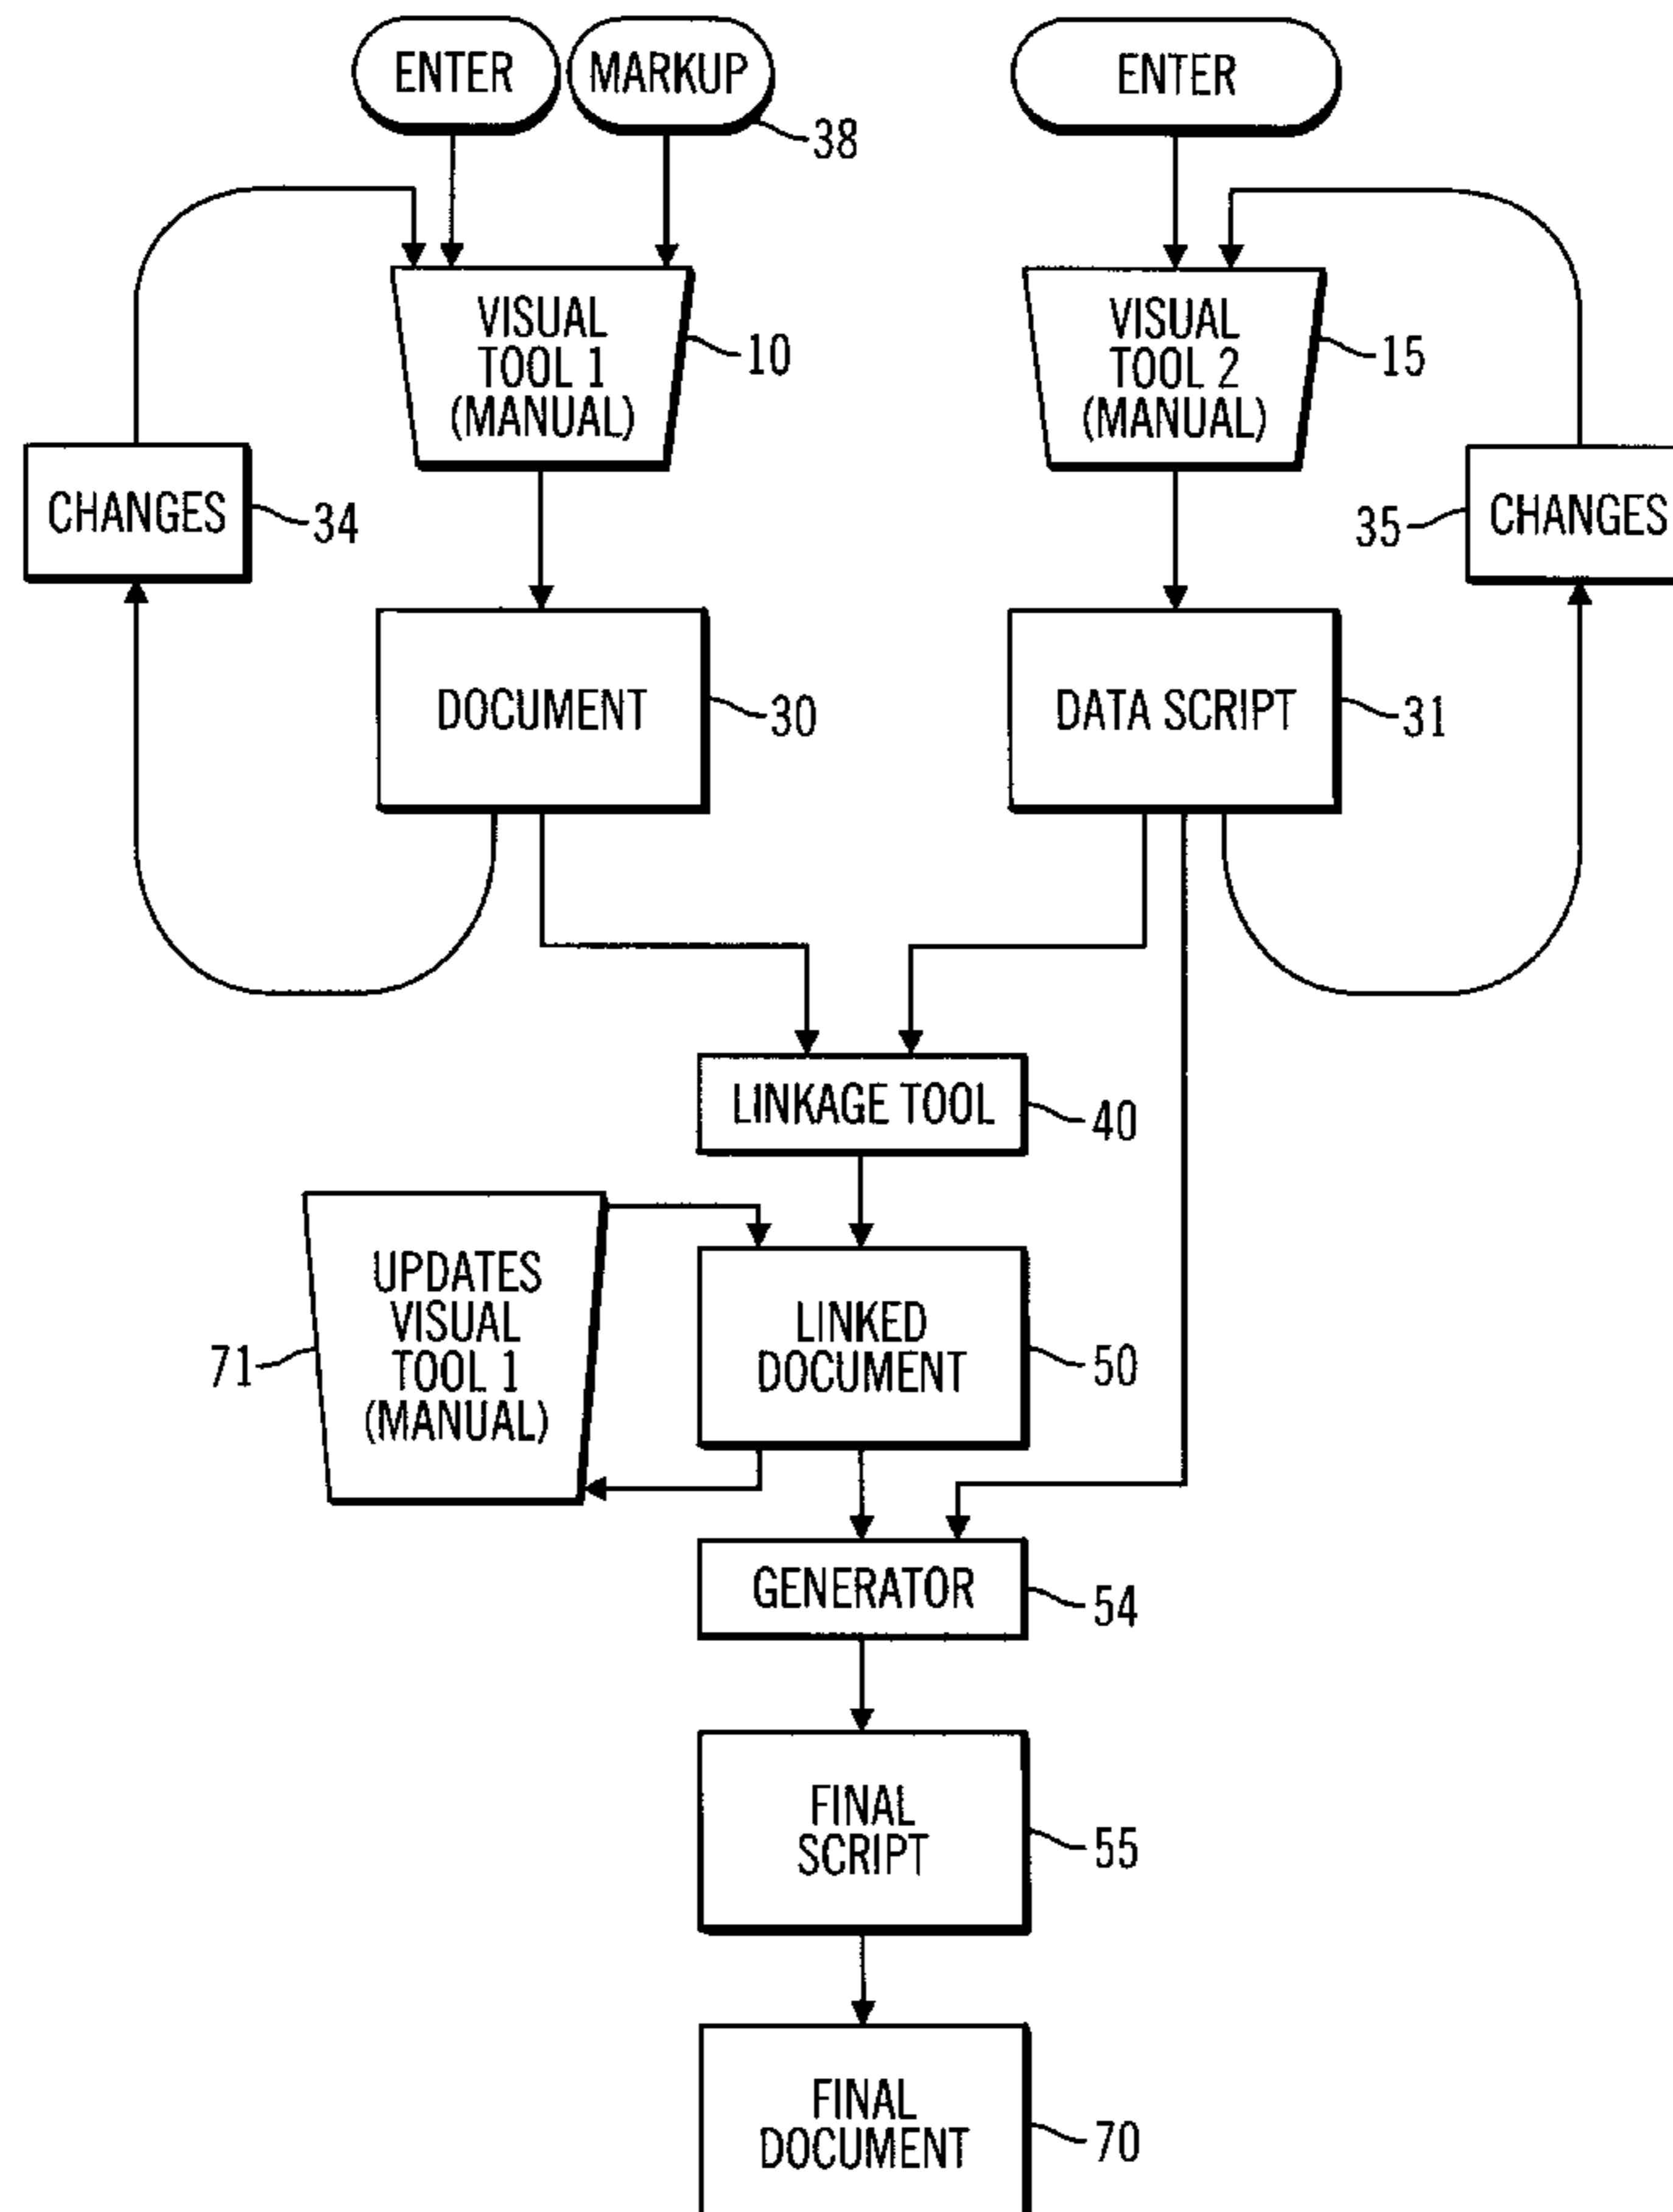 ENTER
MARKUP
38
ENTER
VISUAL
TOOL 1
(MANUAL)
10
VISUAL
TOOL 2
(MANUAL)
15
CHANGES
34
35
CHANGES
DOCUMENT
30
DATA SCRIPT
31
LINKAGE TOOL
40
UPDATES
VISUAL
TOOL 1
(MANUAL)
71
LINKED
DOCUMENT
50
GENERATOR
54
FINAL
SCRIPT
55
FINAL
DOCUMENT
70